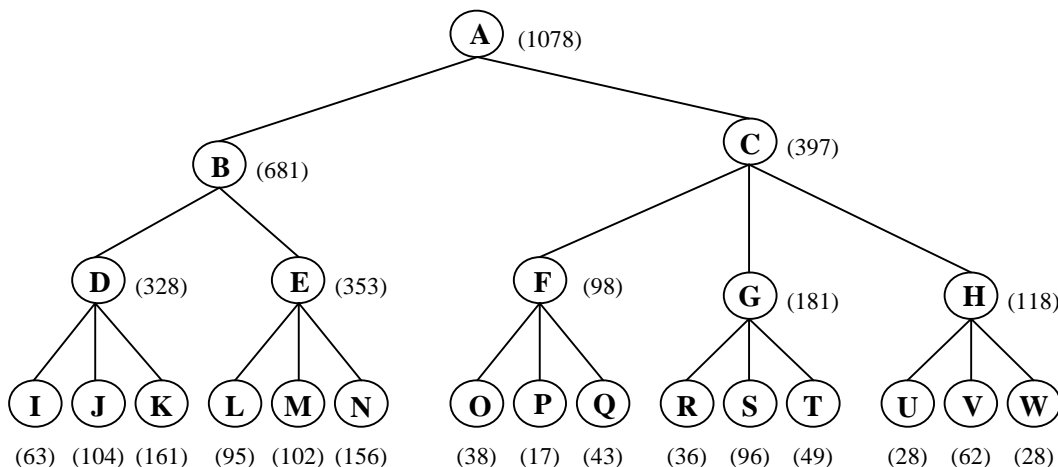 A (1078)
B (681)
C (397)
D (328)
E (353)
F (98)
G (181)
H (118)
I J K L M N O P Q R S T U V W
(63) (104) (161) (95) (102) (156) (38) (17) (43) (36) (96) (49) (28) (62) (28)